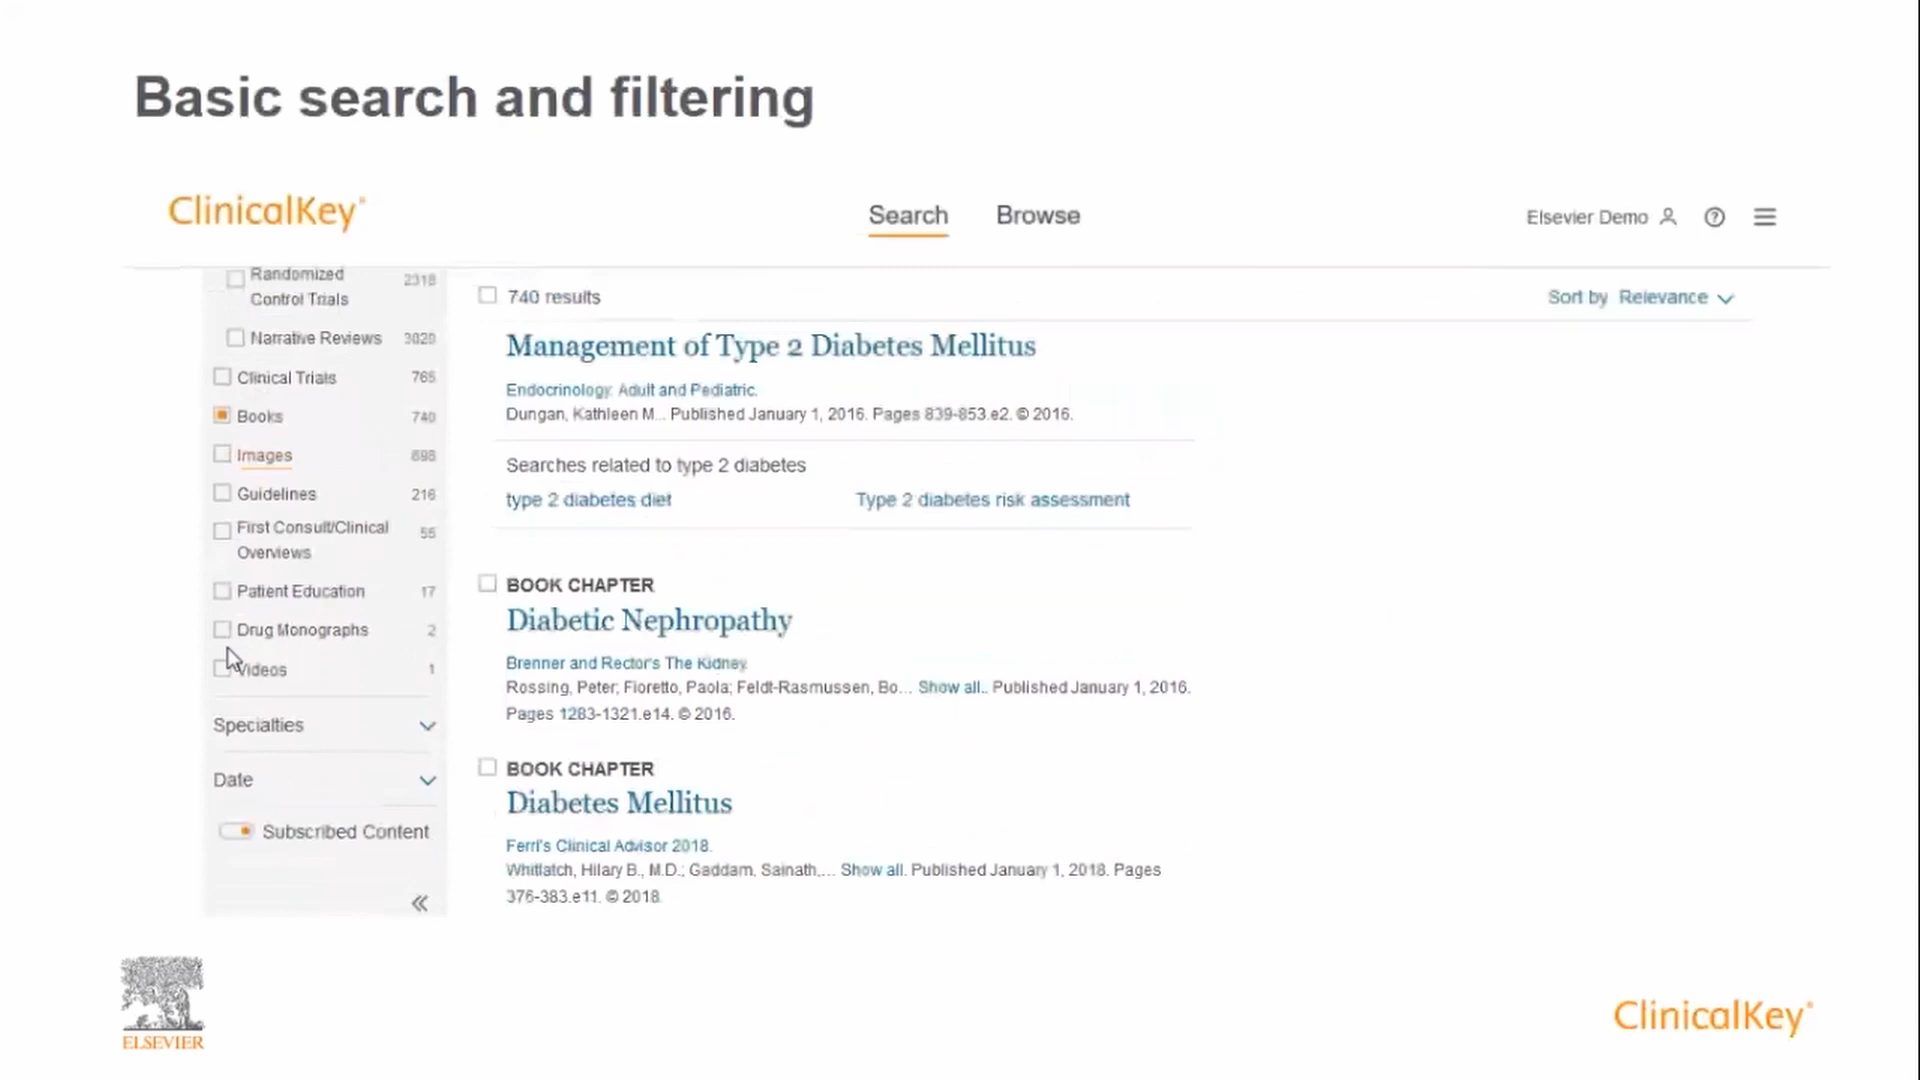 Basic search and filtering
ClinicalKey®
Search Browse
Elsevier Demo
Randomized
Control Trials 2318
Narrative Reviews 3020
Clinical Trials 765
Books 740
Images 698
Guidelines 216
First Consult/Clinical
Overviews 55
Patient Education 17
Drug Monographs 2
Videos 1
Specialties
Date
Subscribed Content
740 results
Sort by Relevance
Management of Type 2 Diabetes Mellitus
Endocrinology: Adult and Pediatric.
Dungan, Kathleen M... Published January 1, 2016. Pages 839-853.e2. © 2016.
Searches related to type 2 diabetes
type 2 diabetes diet Type 2 diabetes risk assessment
BOOK CHAPTER
Diabetic Nephropathy
Brenner and Rector's The Kidney.
Rossing, Peter; Fioretto, Paola; Feldt-Rasmussen, Bo... Show all.. Published January 1, 2016.
Pages 1283-1321.e14. © 2016.
BOOK CHAPTER
Diabetes Mellitus
Ferri's Clinical Advisor 2018.
Whitlatch, Hilary B., M.D.; Gaddam, Sainath,... Show all. Published January 1, 2018. Pages
376-383.e11. © 2018.
ELSEVIER
ClinicalKey®